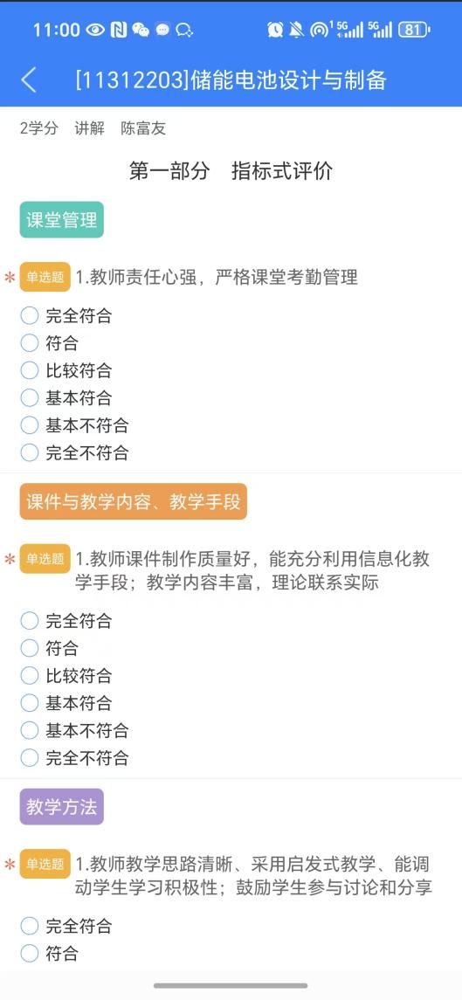 11:00
1 5G 5G 81
[11312203]储能电池设计与制备
2学分 讲解 陈富友
第一部分 指标式评价
课堂管理
* 单选题 1.教师责任心强，严格课堂考勤管理
完全符合
符合
比较符合
基本符合
基本不符合
完全不符合
课件与教学内容、教学手段
* 单选题 1.教师课件制作质量好，能充分利用信息化教
学手段；教学内容丰富，理论联系实际
完全符合
符合
比较符合
基本符合
基本不符合
完全不符合
教学方法
* 单选题 1.教师教学思路清晰、采用启发式教学、能调
动学生学习积极性；鼓励学生参与讨论和分享
完全符合
符合